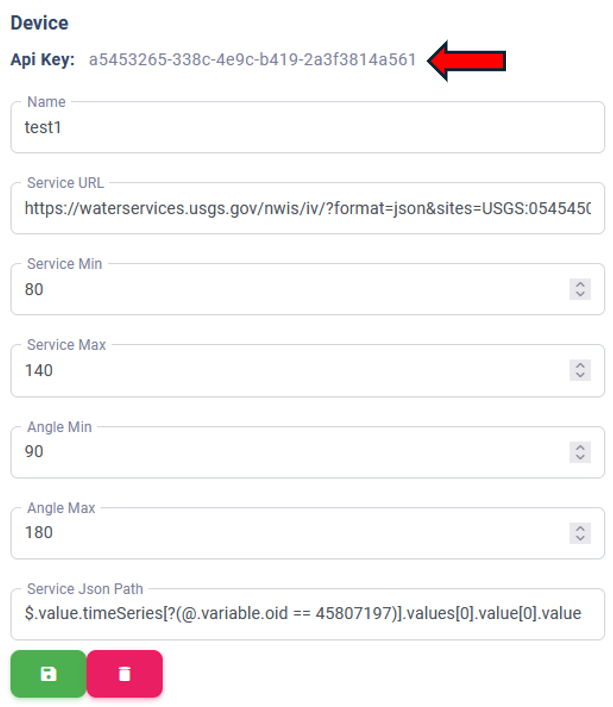 Device
Api Key: a5453265-338c-4e9c-b419-2a3f3814a561
Name
test1
Service URL
https://waterservices.usgs.gov/nwis/iv/?format=json&sites=USGS:0545450
Service Min
80
Service Max
140
Angle Min
90
Angle Max
180
Service Json Path
$.value.timeSeries[?(@.variable.oid == 45807197)].values[0].value[0].value